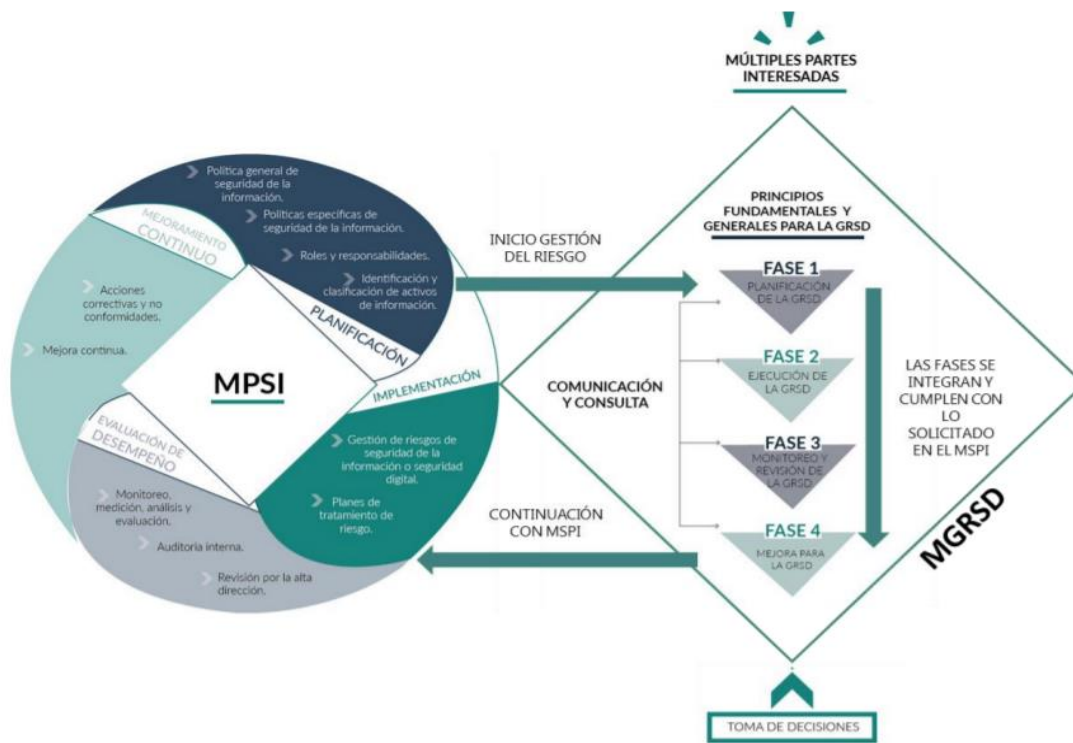 MÚLTIPLES PARTES
INTERESADAS
Política general de
seguridad de la
información.
Políticas específicas de
seguridad de la información.
Roles y responsabilidades.
Identificación y
clasificación de activos
de información.
PLANIFICACIÓN
MEJORAMIENTO
CONTINUO
Acciones
correctivas y no
conformidades.
Mejora continua.
MPSI
IMPLEMENTACIÓN
Gestión de riesgos de
seguridad de la
información o seguridad
digital.
Planes de
tratamiento de
riesgo.
EVALUACIÓN DE
DESEMPEÑO
Monitoreo,
medición, análisis y
evaluación.
Auditoria interna.
Revisión por la alta
dirección.
INICIO GESTIÓN
DEL RIESGO
CONTINUACIÓN
CON MSPI
PRINCIPIOS
FUNDAMENTALES Y
GENERALES PARA LA GRSD
COMUNICACIÓN
Y CONSULTA
FASE 1
PLANIFICACIÓN
DE LA GRSD
FASE 2
EJECUCIÓN DE
LA GRSD
FASE 3
MONITOREO Y
REVISIÓN DE
LA GRSD
FASE 4
MEJORA PARA
LA GRSD
LAS FASES SE
INTEGRAN Y
CUMPLEN CON
LO
SOLICITADO
EN EL MSPI
MGRSD
TOMA DE DECISIONES